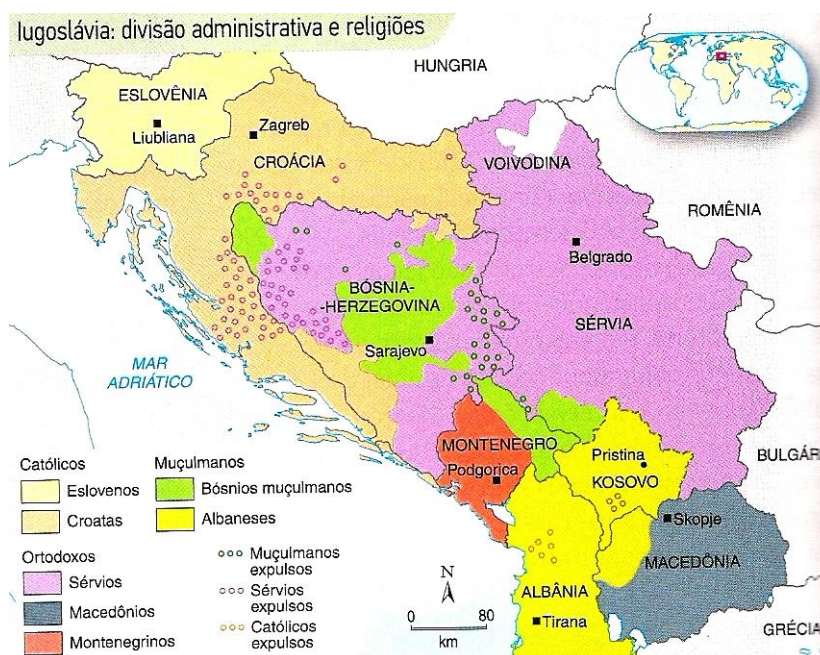 Iugoslávia: divisão administrativa e religiões
HUNGRIA
ESLOVÊNIA
Liubliana
Zagreb
CROÁCIA
VOIVODINA
ROMÊNIA
Belgrado
BÓSNIA-
-HERZEGOVINA
SÉRVIA
Sarajevo
MAR
ADRIÁTICO
MONTENEGRO
Podgorica
Pristina
KOSOVO
BULGÁRI
Skopje
MACEDÔNIA
ALBÂNIA
Tirana
GRÉCIA
Católicos
Eslovenos
Croatas
Muçulmanos
Bósnios muçulmanos
Albaneses
Ortodoxos
Sérvios
Macedônios
Montenegrinos
Muçulmanos
expulsos
Sérvios
expulsos
Católicos
expulsos
N
0 80
km